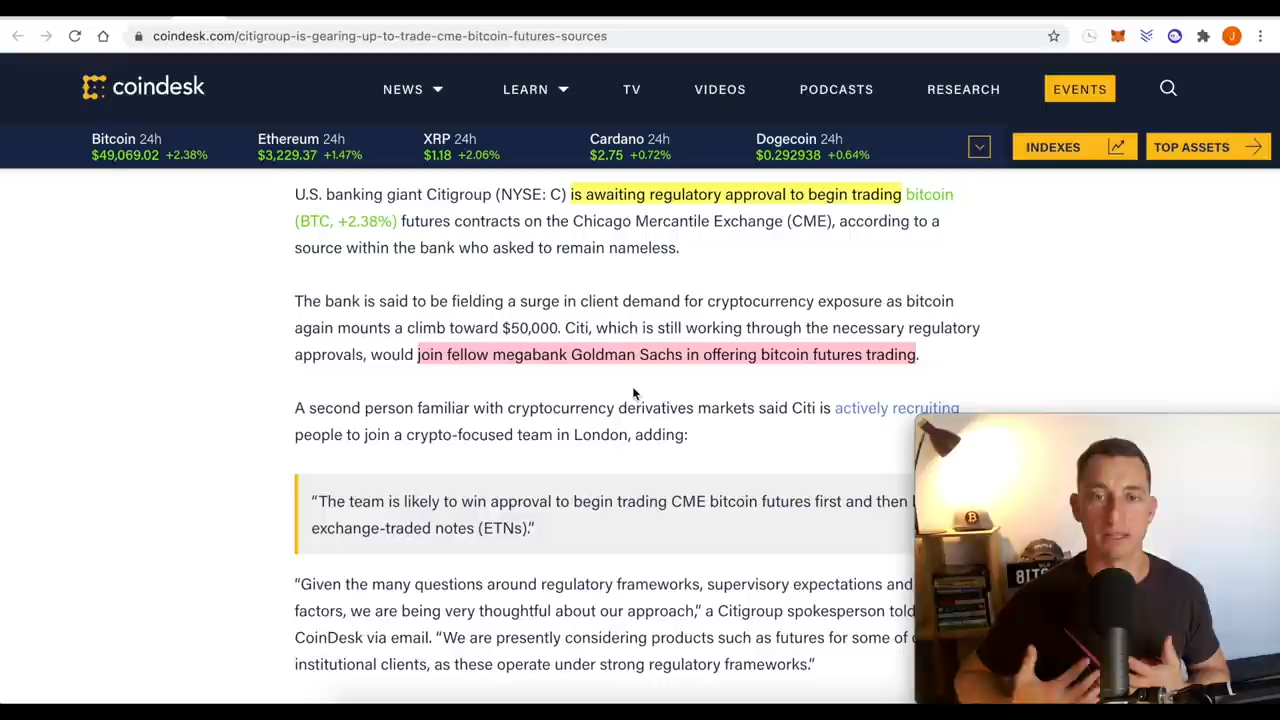 coindesk.com/citigroup-is-gearing-up-to-trade-cme-bitcoin-futures-sources
J
coindesk
NEWS LEARN TV VIDEOS PODCASTS RESEARCH EVENTS
Bitcoin 24h Ethereum 24h XRP 24h Cardano 24h Dogecoin 24h
$49,069.02 +2.38% $3,229.37 +1.47% $1.18 +2.06% $2.75 +0.72% $0.292938 +0.64%
INDEXES TOP ASSETS
U.S. banking giant Citigroup (NYSE: C) is awaiting regulatory approval to begin trading bitcoin
(BTC, +2.38%) futures contracts on the Chicago Mercantile Exchange (CME), according to a
source within the bank who asked to remain nameless.
The bank is said to be fielding a surge in client demand for cryptocurrency exposure as bitcoin
again mounts a climb toward $50,000. Citi, which is still working through the necessary regulatory
approvals, would join fellow megabank Goldman Sachs in offering bitcoin futures trading.
A second person familiar with cryptocurrency derivatives markets said Citi is actively recruiting
people to join a crypto-focused team in London, adding:
“The team is likely to win approval to begin trading CME bitcoin futures first and then
exchange-traded notes (ETNs).”
“Given the many questions around regulatory frameworks, supervisory expectations and
factors, we are being very thoughtful about our approach,” a Citigroup spokesperson told
CoinDesk via email. “We are presently considering products such as futures for some of
institutional clients, as these operate under strong regulatory frameworks.”
8IT